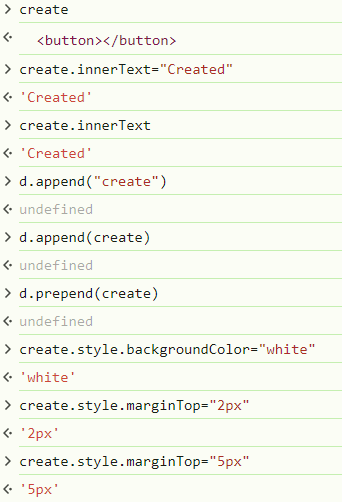 create
<button></button>
create.innerText="Created"
'Created'
create.innerText
'Created'
d.append("create")
undefined
d.append(create)
undefined
d.prepend(create)
undefined
create.style.backgroundColor="white"
'white'
create.style.marginTop="2px"
'2px'
create.style.marginTop="5px"
'5px'